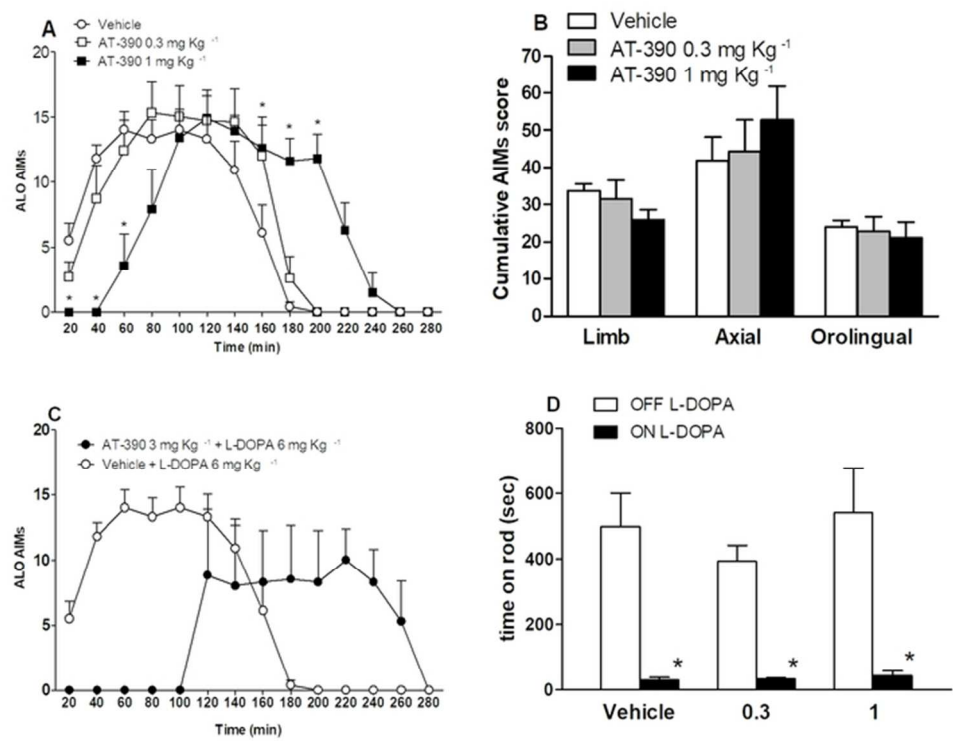 A
Vehicle
AT-390 0.3 mg Kg ⁻¹
AT-390 1 mg Kg ⁻¹
20
15
10
5
0
ALO AIMs
* * * * * *
20 40 60 80 100 120 140 160 180 200 220 240 260 280
Time (min)
B
Vehicle
AT-390 0.3 mg Kg ⁻¹
AT-390 1 mg Kg ⁻¹
70
60
50
40
30
20
10
0
Cumulative AIMs score
Limb Axial Orolingual
C
AT-390 3 mg Kg ⁻¹ + L-DOPA 6 mg Kg ⁻¹
Vehicle + L-DOPA 6 mg Kg ⁻¹
20
15
10
5
0
ALO AIMs
20 40 60 80 100 120 140 160 180 200 220 240 260 280
Time (min)
D
OFF L-DOPA
ON L-DOPA
800
600
400
200
0
time on rod (sec)
* * *
Vehicle 0.3 1